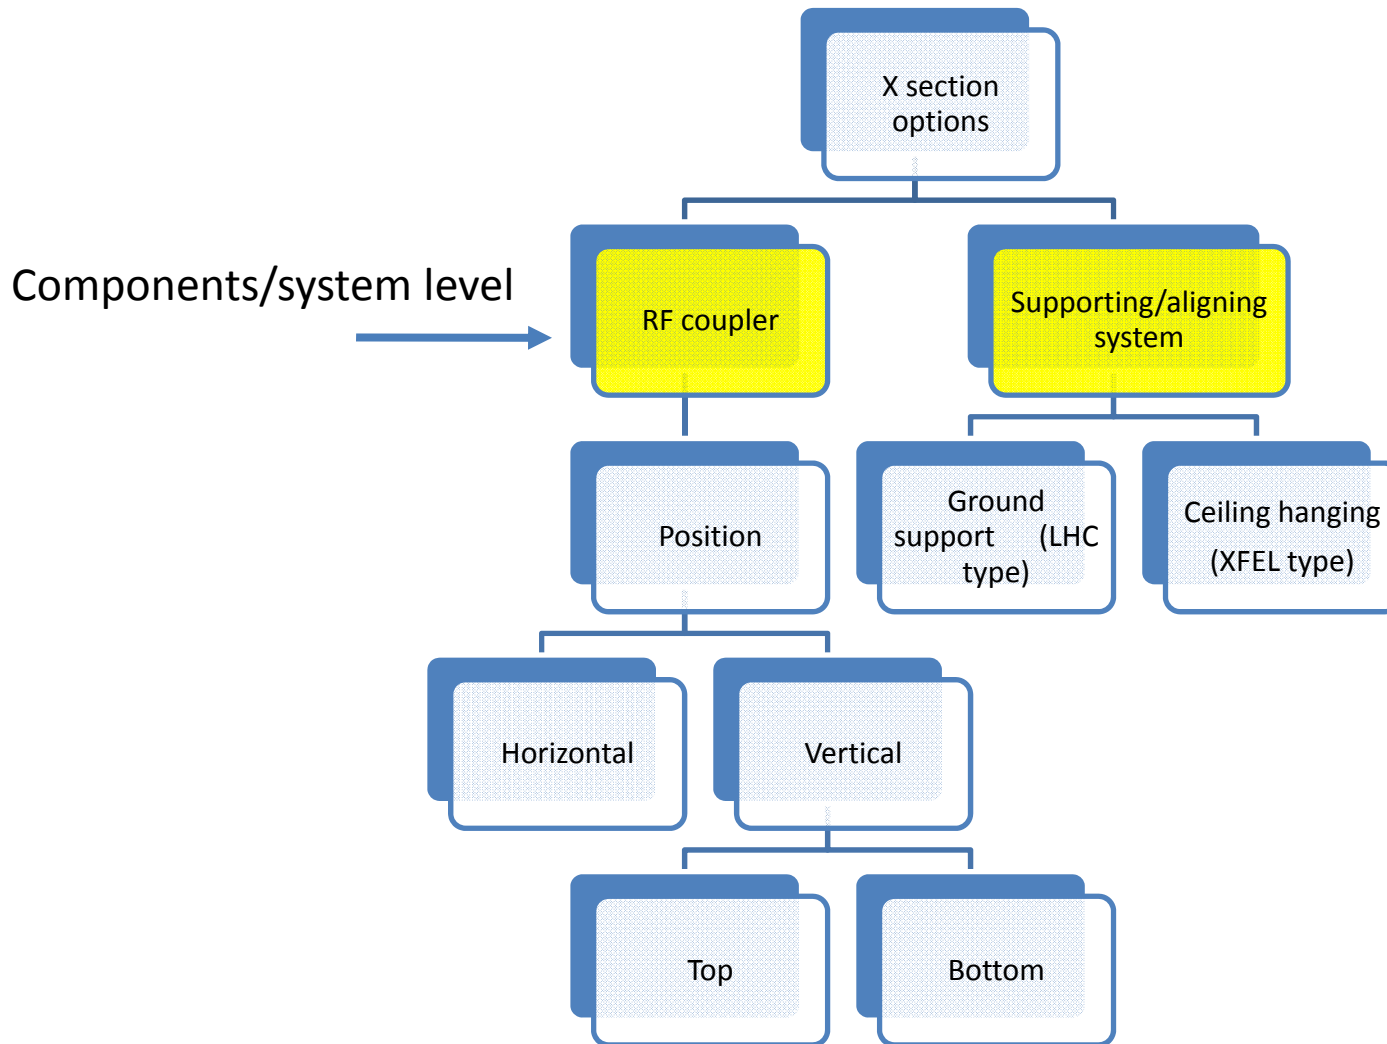 X section
options
Components/system level
RF coupler
Supporting/aligning
system
Position
Ground
support (LHC
type)
Ceiling hanging
(XFEL type)
Horizontal
Vertical
Top
Bottom